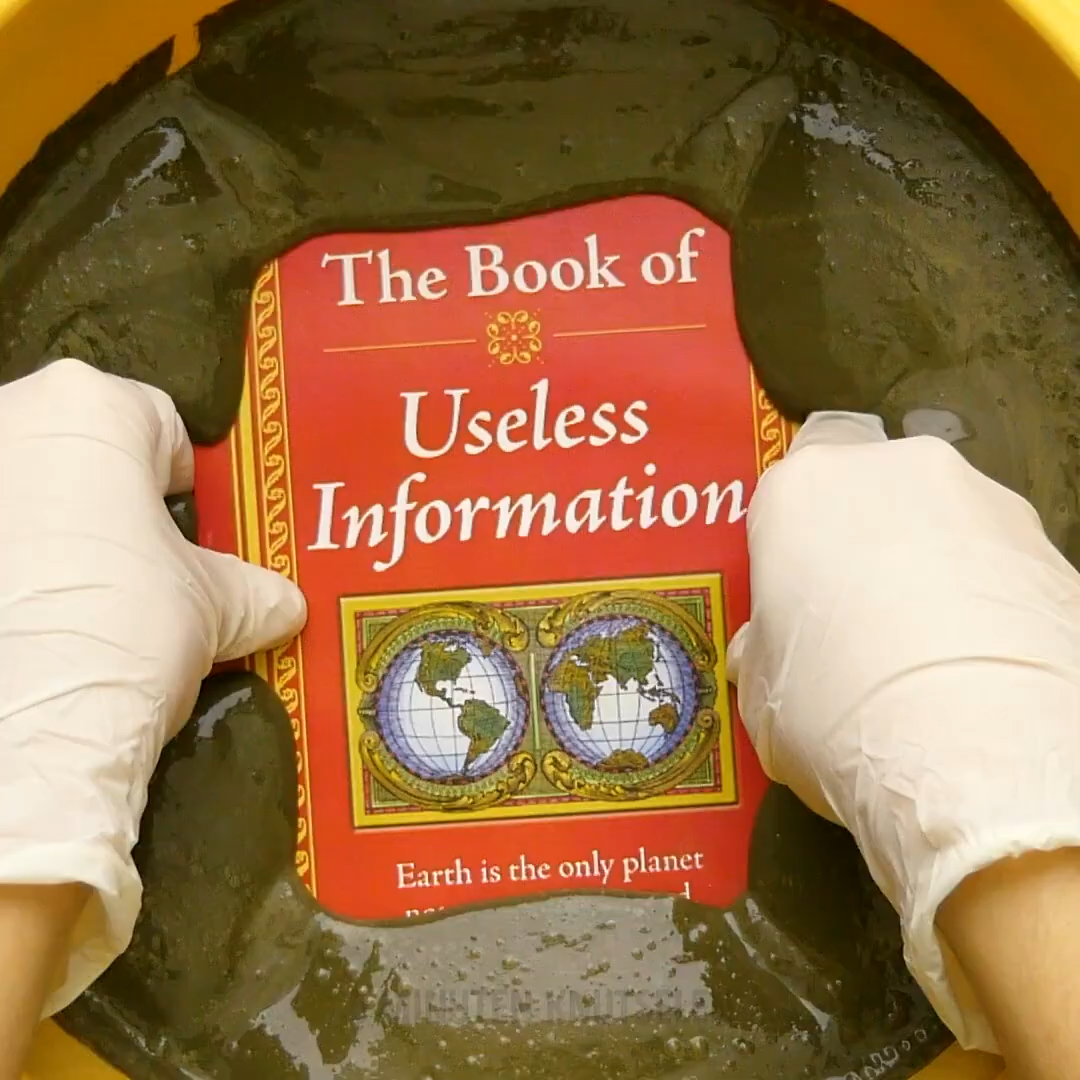 The Book of
Useless
Information
Earth is the only planet